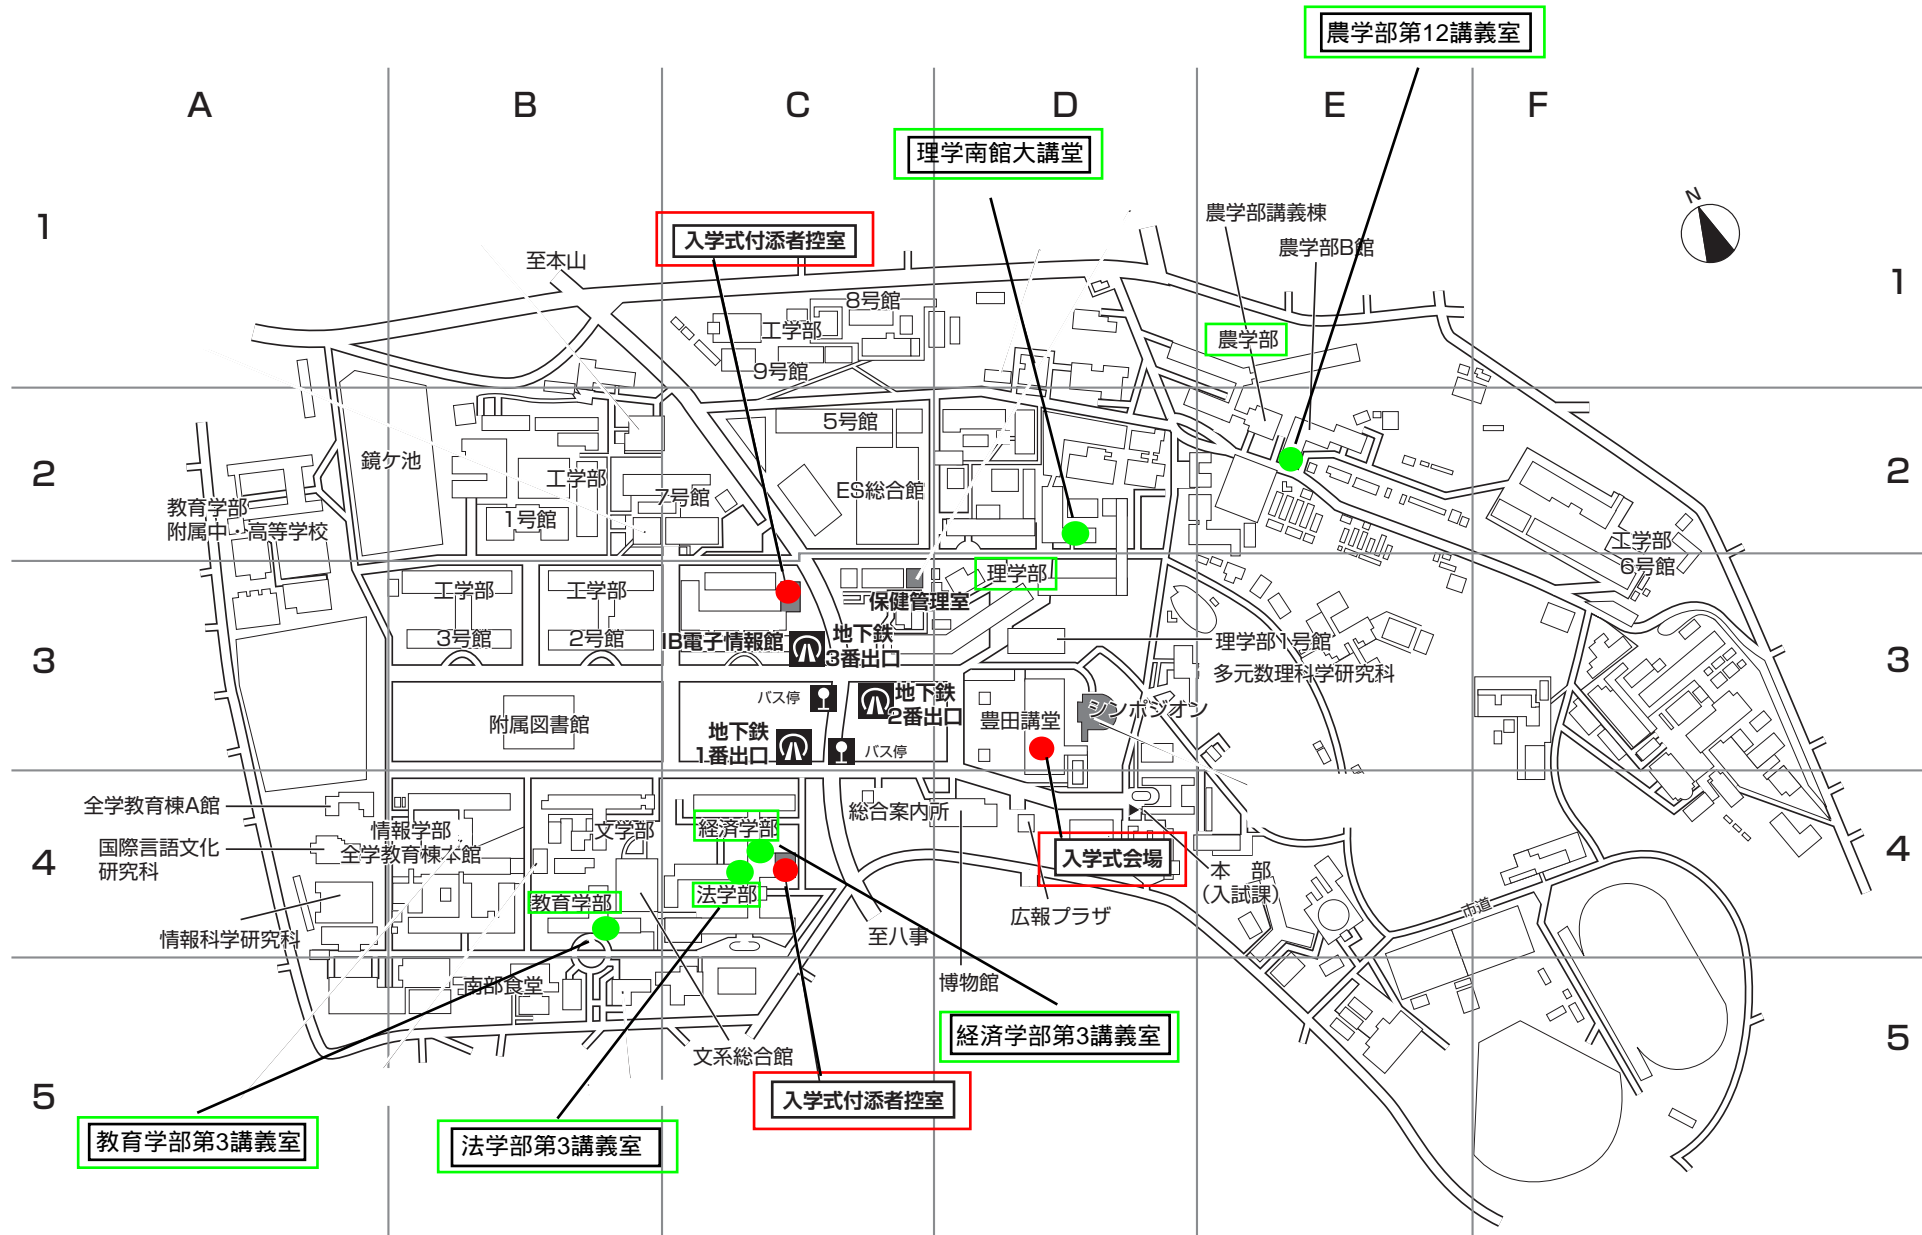 農学部第12講義室
A
B
C
D
E
F
理学南館大講堂
N
1
農学部講義棟
入学式付添者控室
農学部B館
至本山
1
8号館
工学部
農学部
9号館
5号館
鏡ケ池
2
2
工学部
7号館
ES総合館
教育学部
附属中・高等学校
1号館
工学部
6号館
理学部
工学部
工学部
保健管理室
3号館
2号館
IB電子情報館
地下鉄
3番出口
理学部1号館
多元数理科学研究科
3
3
バス停
地下鉄
2番出口
シンポジオン
附属図書館
豊田講堂
地下鉄
1番出口
バス停
全学教育棟A館
総合案内所
情報学部
全学教育棟本館
文学部
経済学部
国際言語文化
研究科
4
4
入学式会場
本部
(入試課)
法学部
教育学部
広報プラザ
市道
情報科学研究科
至八事
南部食堂
博物館
経済学部第3講義室
5
文系総合館
5
入学式付添者控室
教育学部第3講義室
法学部第3講義室